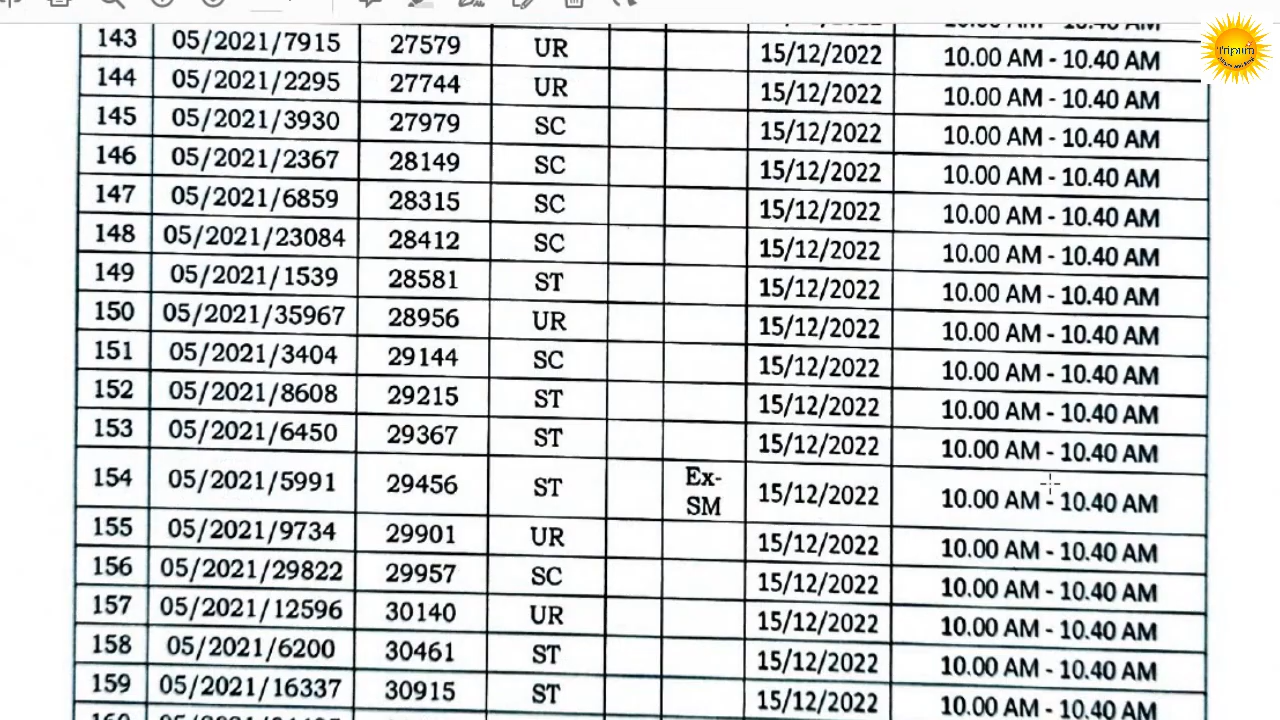 143 05/2021/7915 27579 UR 15/12/2022 10.00 AM - 10.40 AM
144 05/2021/2295 27744 UR 15/12/2022 10.00 AM - 10.40 AM
145 05/2021/3930 27979 SC 15/12/2022 10.00 AM - 10.40 AM
146 05/2021/2367 28149 SC 15/12/2022 10.00 AM - 10.40 AM
147 05/2021/6859 28315 SC 15/12/2022 10.00 AM - 10.40 AM
148 05/2021/23084 28412 SC 15/12/2022 10.00 AM - 10.40 AM
149 05/2021/1539 28581 ST 15/12/2022 10.00 AM - 10.40 AM
150 05/2021/35967 28956 UR 15/12/2022 10.00 AM - 10.40 AM
151 05/2021/3404 29144 SC 15/12/2022 10.00 AM - 10.40 AM
152 05/2021/8608 29215 ST 15/12/2022 10.00 AM - 10.40 AM
153 05/2021/6450 29367 ST 15/12/2022 10.00 AM - 10.40 AM
154 05/2021/5991 29456 ST Ex-SM 15/12/2022 10.00 AM - 10.40 AM
155 05/2021/9734 29901 UR 15/12/2022 10.00 AM - 10.40 AM
156 05/2021/29822 29957 SC 15/12/2022 10.00 AM - 10.40 AM
157 05/2021/12596 30140 UR 15/12/2022 10.00 AM - 10.40 AM
158 05/2021/6200 30461 ST 15/12/2022 10.00 AM - 10.40 AM
159 05/2021/16337 30915 ST 15/12/2022 10.00 AM - 10.40 AM